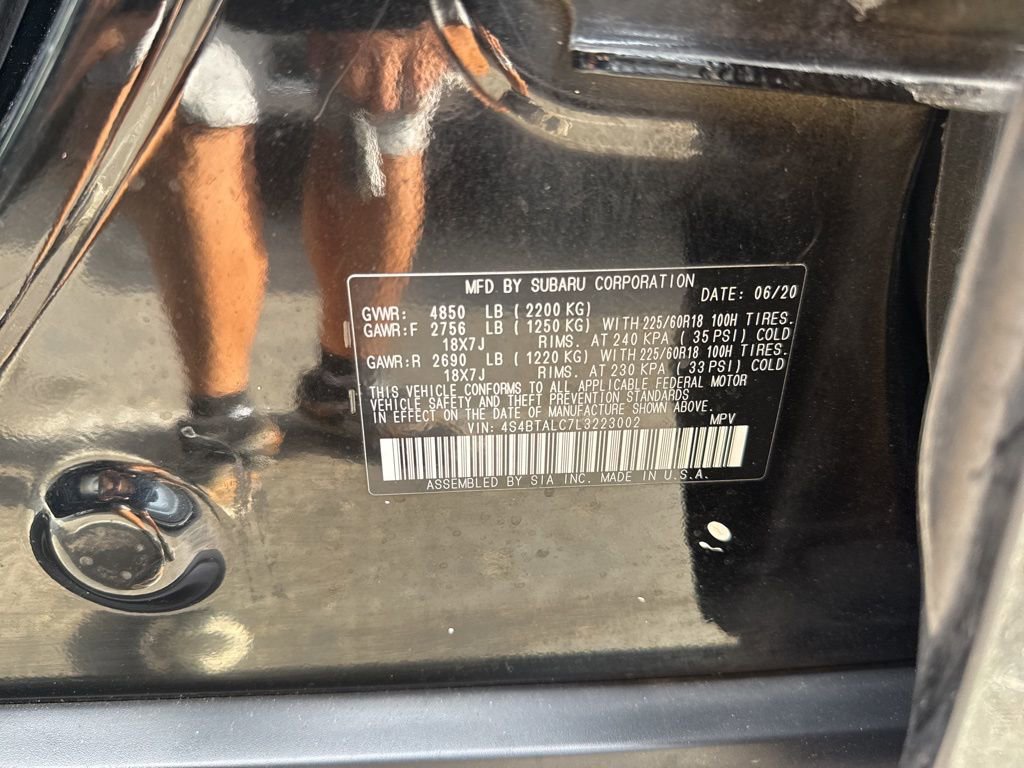 MFD. BY SUBARU CORPORATION
DATE: 06/20
GVWR: 4850 LB ( 2200 KG)
GAWR:F 2756 LB ( 1250 KG) WITH 225/60R18 100H TIRES.
18X7J RIMS. AT 240 KPA ( 35 PSI) COLD
GAWR:R 2690 LB ( 1220 KG) WITH 225/60R18 100H TIRES.
18X7J RIMS. AT 230 KPA ( 33 PSI) COLD
THIS VEHICLE CONFORMS TO ALL APPLICABLE FEDERAL MOTOR
VEHICLE SAFETY AND THEFT PREVENTION STANDARDS
IN EFFECT ON THE DATE OF MANUFACTURE SHOWN ABOVE.
VIN: 4S4BTALC7L3223002 MPV
ASSEMBLED BY SIA INC. MADE IN U.S.A.